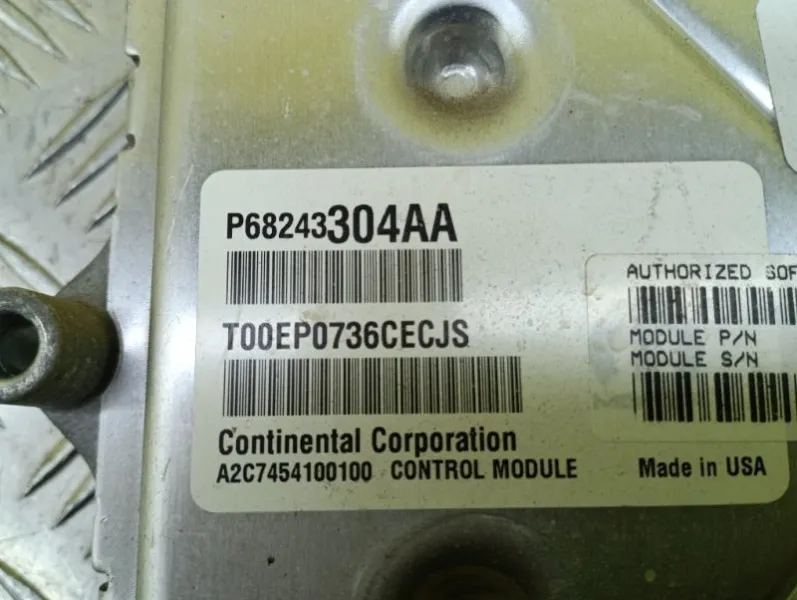 P68243304AA
T00EP0736CECJS
Continental Corporation
A2C7454100100 CONTROL MODULE
Made in USA
AUTHORIZED SOF
MODULE P/N
MODULE S/N